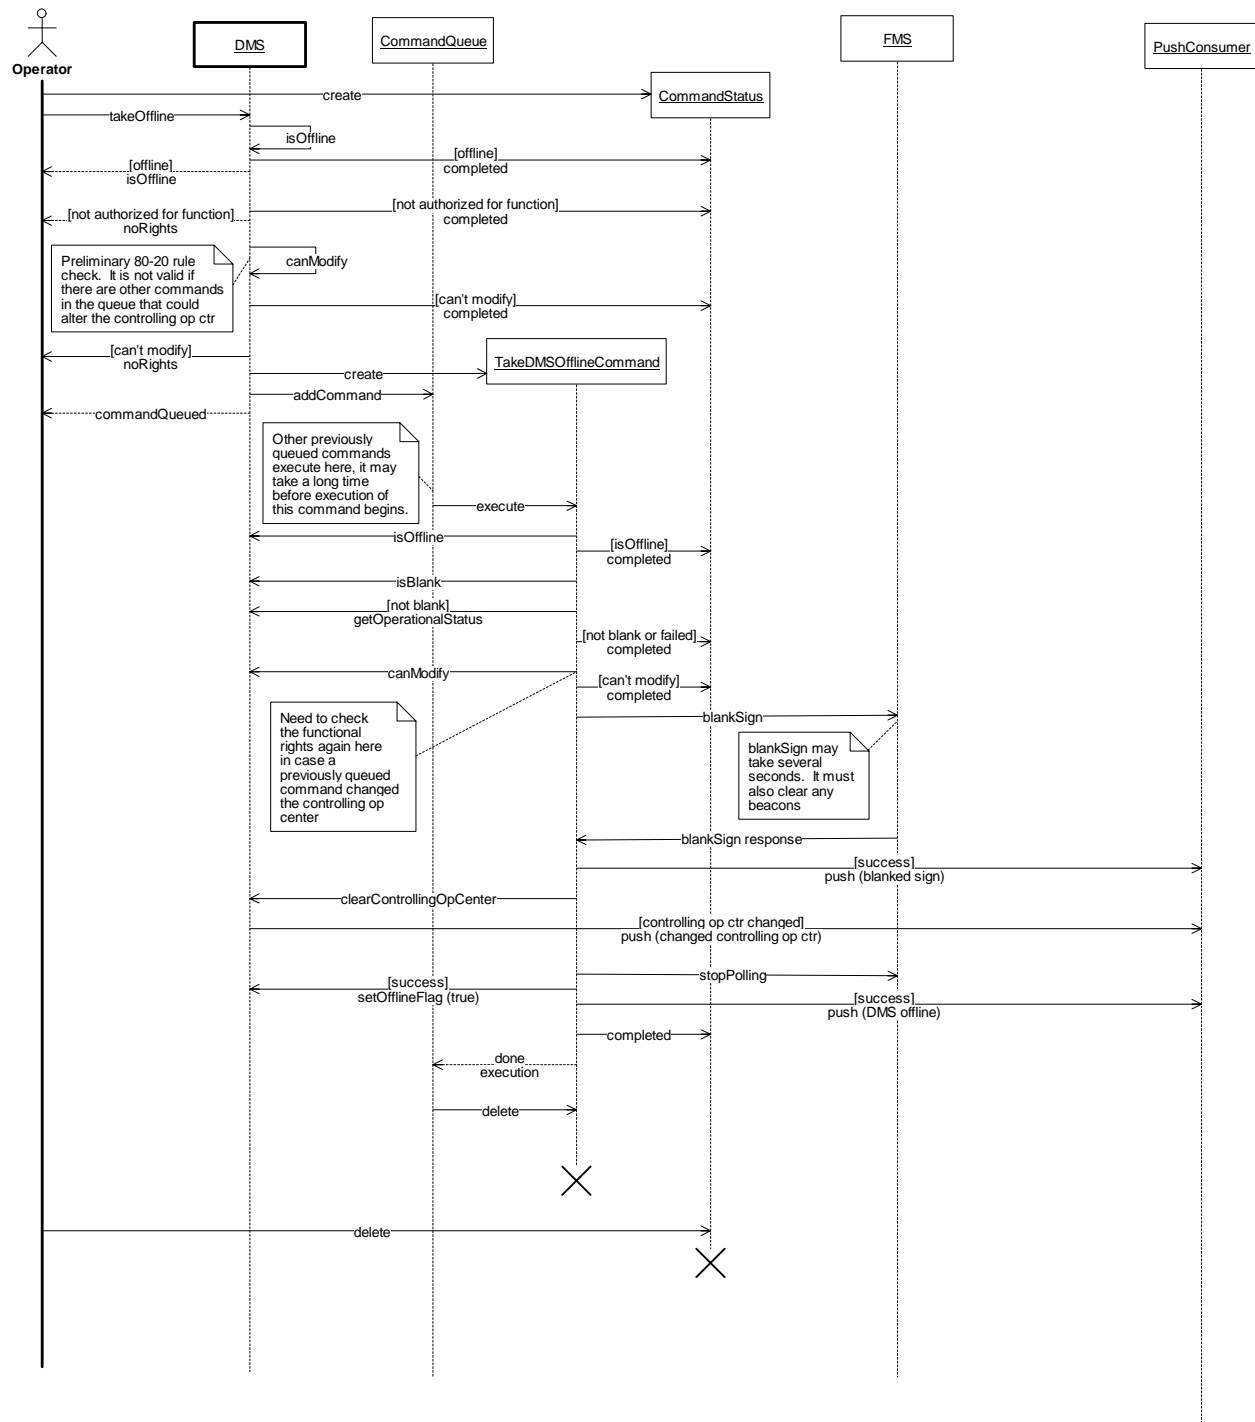 Operator
DMS
CommandQueue
FMS
PushConsumer
create
CommandStatus
takeOffline
isOffline
[offline]
completed
[offline]
isOffline
[not authorized for function]
completed
[not authorized for function]
noRights
canModify
Preliminary 80-20 rule
check.  It is not valid if
there are other commands
in the queue that could
alter the controlling op ctr
[can't modify]
completed
[can't modify]
noRights
TakeDMSOfflineCommand
create
addCommand
commandQueued
Other previously
queued commands
execute here, it may
take a long time
before execution of
this command begins.
execute
isOffline
[isOffline]
completed
isBlank
[not blank]
getOperationalStatus
[not blank or failed]
completed
canModify
[can't modify]
completed
Need to check
the functional
rights again here
in case a
previously queued
command changed
the controlling op
center
blankSign
blankSign may
take several
seconds.  It must
also clear any
beacons
blankSign response
[success]
push (blanked sign)
clearControllingOpCenter
[controlling op ctr changed]
push (changed controlling op ctr)
stopPolling
[success]
setOfflineFlag (true)
[success]
push (DMS offline)
completed
done
execution
delete
delete